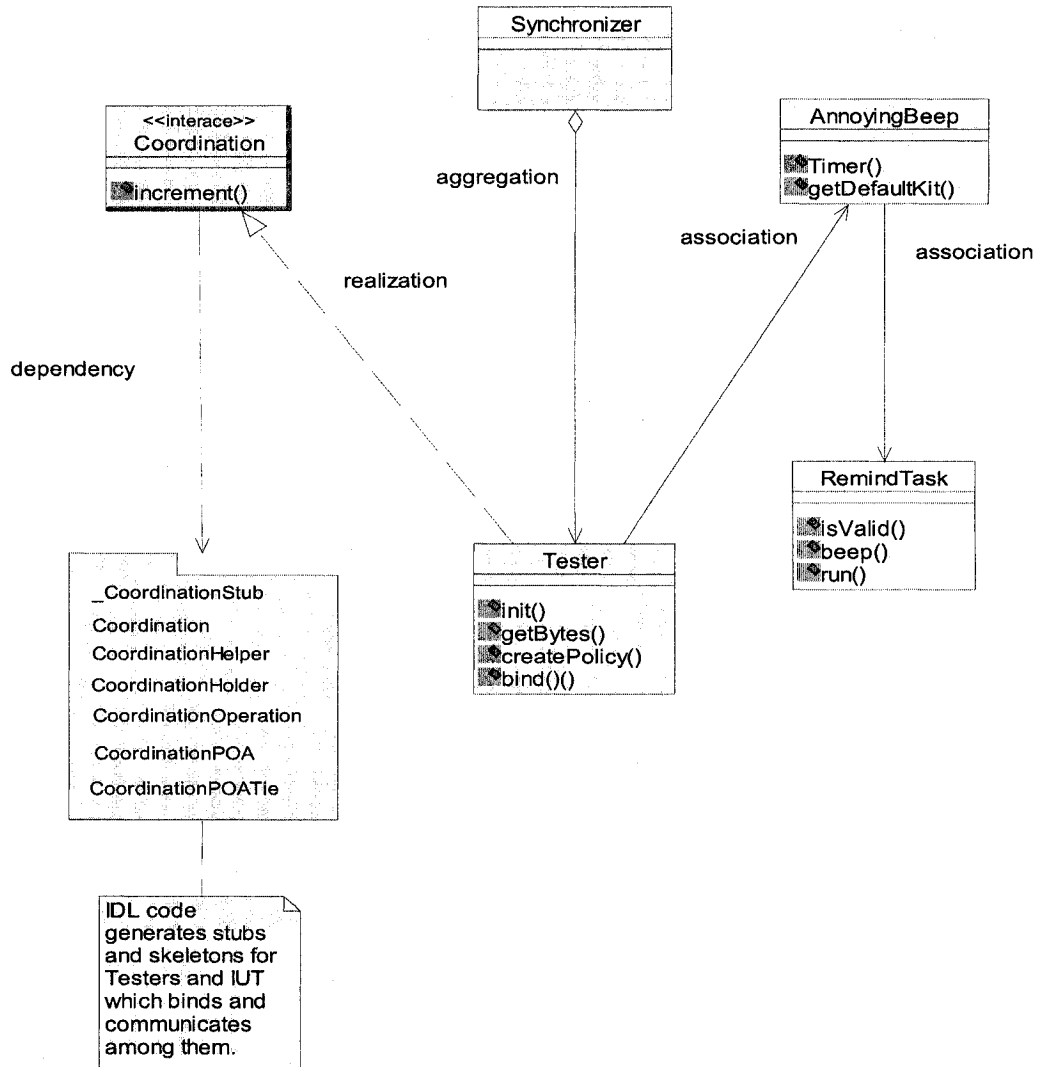 Synchronizer
<<interace>>
Coordination
increment()
AnnoyingBeep
Timer()
getDefaultKit()
aggregation
association
association
realization
dependency
RemindTask
isValid()
beep()
run()
Tester
init()
getBytes()
createPolicy()
bind()()
_CoordinationStub
Coordination
CoordinationHelper
CoordinationHolder
CoordinationOperation
CoordinationPOA
CoordinationPOATie
IDL code
generates stubs
and skeletons for
Testers and IUT
which binds and
communicates
among them.